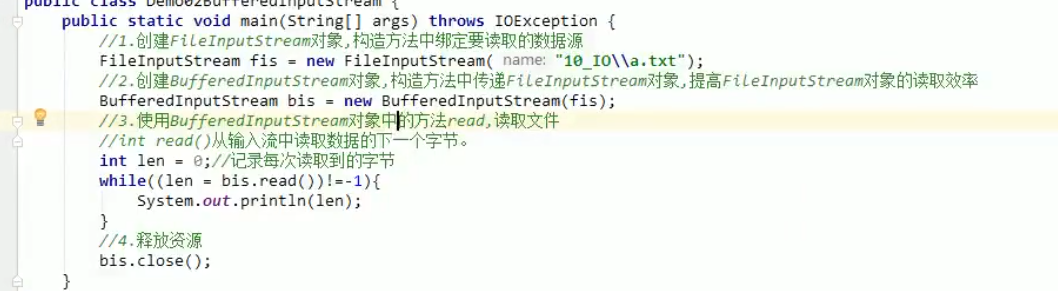 public class Demo02BufferedInputStream {
public static void main(String[] args) throws IOException {
//1.创建FileInputStream对象,构造方法中绑定要读取的数据源
FileInputStream fis = new FileInputStream( name: "10_IO\\a.txt");
//2.创建BufferedInputStream对象,构造方法中传递FileInputStream对象,提高FileInputStream对象的读取效率
BufferedInputStream bis = new BufferedInputStream(fis);
//3.使用BufferedInputStream对象中的方法read,读取文件
//int read()从输入流中读取数据的下一个字节。
int len = 0;//记录每次读取到的字节
while((len = bis.read())!=-1){
System.out.println(len);
}
//4.释放资源
bis.close();
}